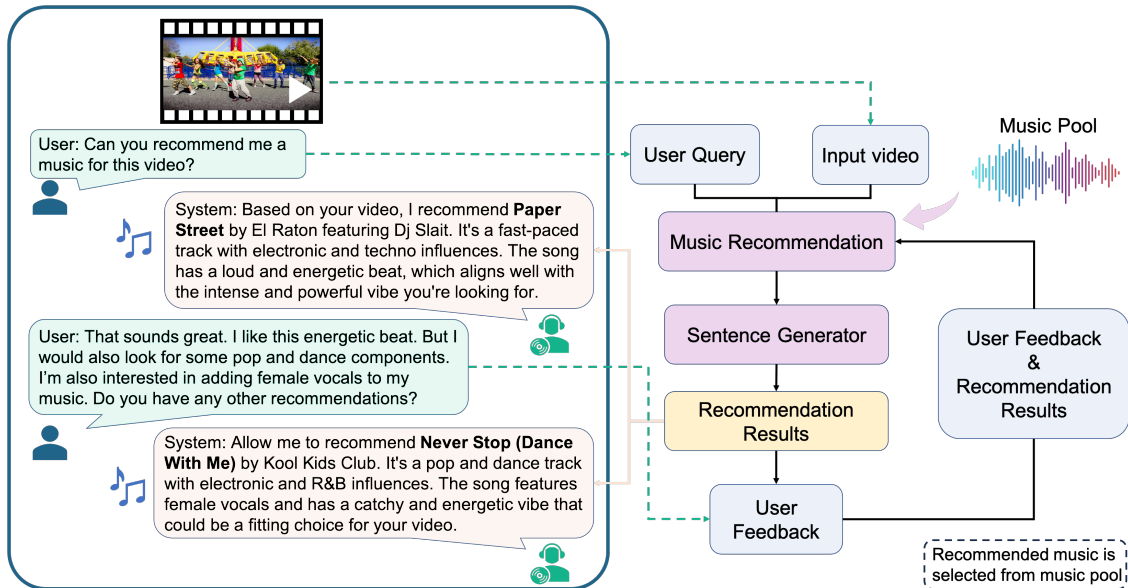 User: Can you recommend me a
music for this video?
System: Based on your video, I recommend Paper
Street by El Raton featuring Dj Slait. It's a fast-paced
track with electronic and techno influences. The song
has a loud and energetic beat, which aligns well with
the intense and powerful vibe you're looking for.
User: That sounds great. I like this energetic beat. But I
would also look for some pop and dance components.
I'm also interested in adding female vocals to my
music. Do you have any other recommendations?
System: Allow me to recommend Never Stop (Dance
With Me) by Kool Kids Club. It's a pop and dance track
with electronic and R&B influences. The song features
female vocals and has a catchy and energetic vibe that
could be a fitting choice for your video.
User Query
Input video
Music Pool
Music Recommendation
Sentence Generator
Recommendation
Results
User
Feedback
User Feedback
&
Recommendation
Results
Recommended music is
selected from music pool